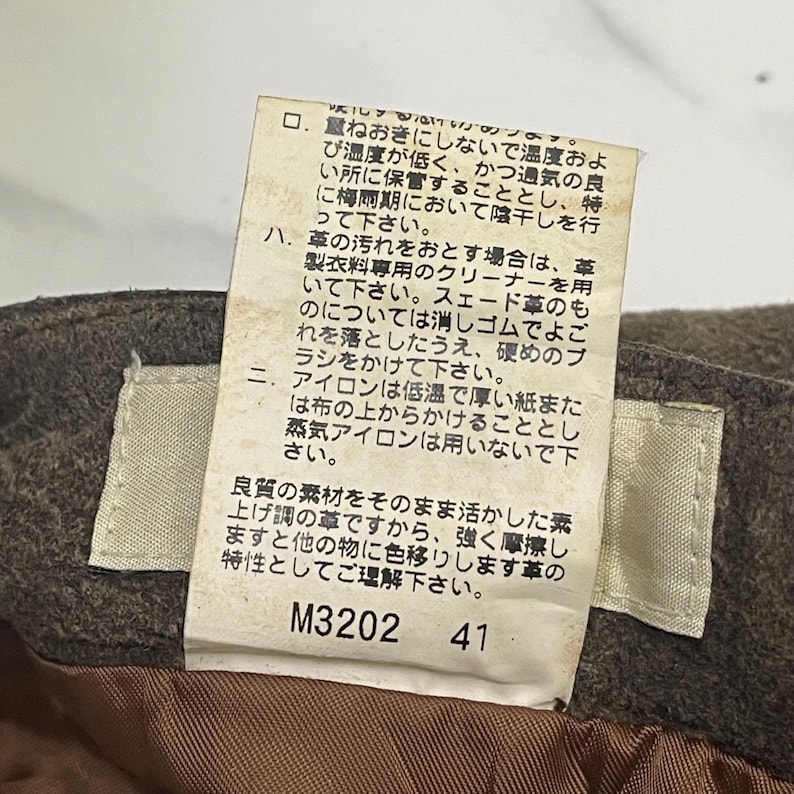 硬化する恐れがあります。
ロ. 重ねおきにしないで温度およ
び湿度が低く、かつ通気の良
い所に保管することとし、特
に梅雨期において陰干しを行
って下さい。
ハ. 革の汚れをおとす場合は、革
製衣料専用のクリーナーを用
いて下さい。スェード革のも
のについては消しゴムでよご
れを落としたうえ、硬めのブ
ラシをかけて下さい。
ニ. アイロンは低温で厚い紙また
は布の上からかけることとし
蒸気アイロンは用いないで下
さい。
良質の素材をそのまま活かした素
上げ調の革ですから、強く摩擦し
ますと他の物に色移りします革の
特性としてご理解下さい。
M3202 41